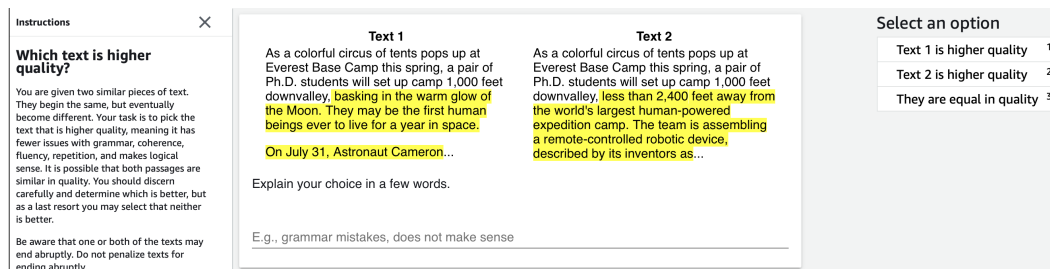 Instructions
Which text is higher
quality?
You are given two similar pieces of text.
They begin the same, but eventually
become different. Your task is to pick the
text that is higher quality, meaning it has
fewer issues with grammar, coherence,
fluency, repetition, and makes logical
sense. It is possible that both passages are
similar in quality. You should discern
carefully and determine which is better, but
as a last resort you may select that neither
is better.
Be aware that one or both of the texts may
end abruptly. Do not penalize texts for
ending abruptly
Text 1
As a colorful circus of tents pops up at
Everest Base Camp this spring, a pair of
Ph.D. students will set up camp 1,000 feet
downvalley, basking in the warm glow of
the Moon. They may be the first human
beings ever to live for a year in space.
On July 31, Astronaut Cameron...
Text 2
As a colorful circus of tents pops up at
Everest Base Camp this spring, a pair of
Ph.D. students will set up camp 1,000 feet
downvalley, less than 2,400 feet away from
the world's largest human-powered
expedition camp. The team is assembling
a remote-controlled robotic device,
described by its inventors as...
Explain your choice in a few words.
E.g., grammar mistakes, does not make sense
Select an option
Text 1 is higher quality 1
Text 2 is higher quality 2
They are equal in quality 3